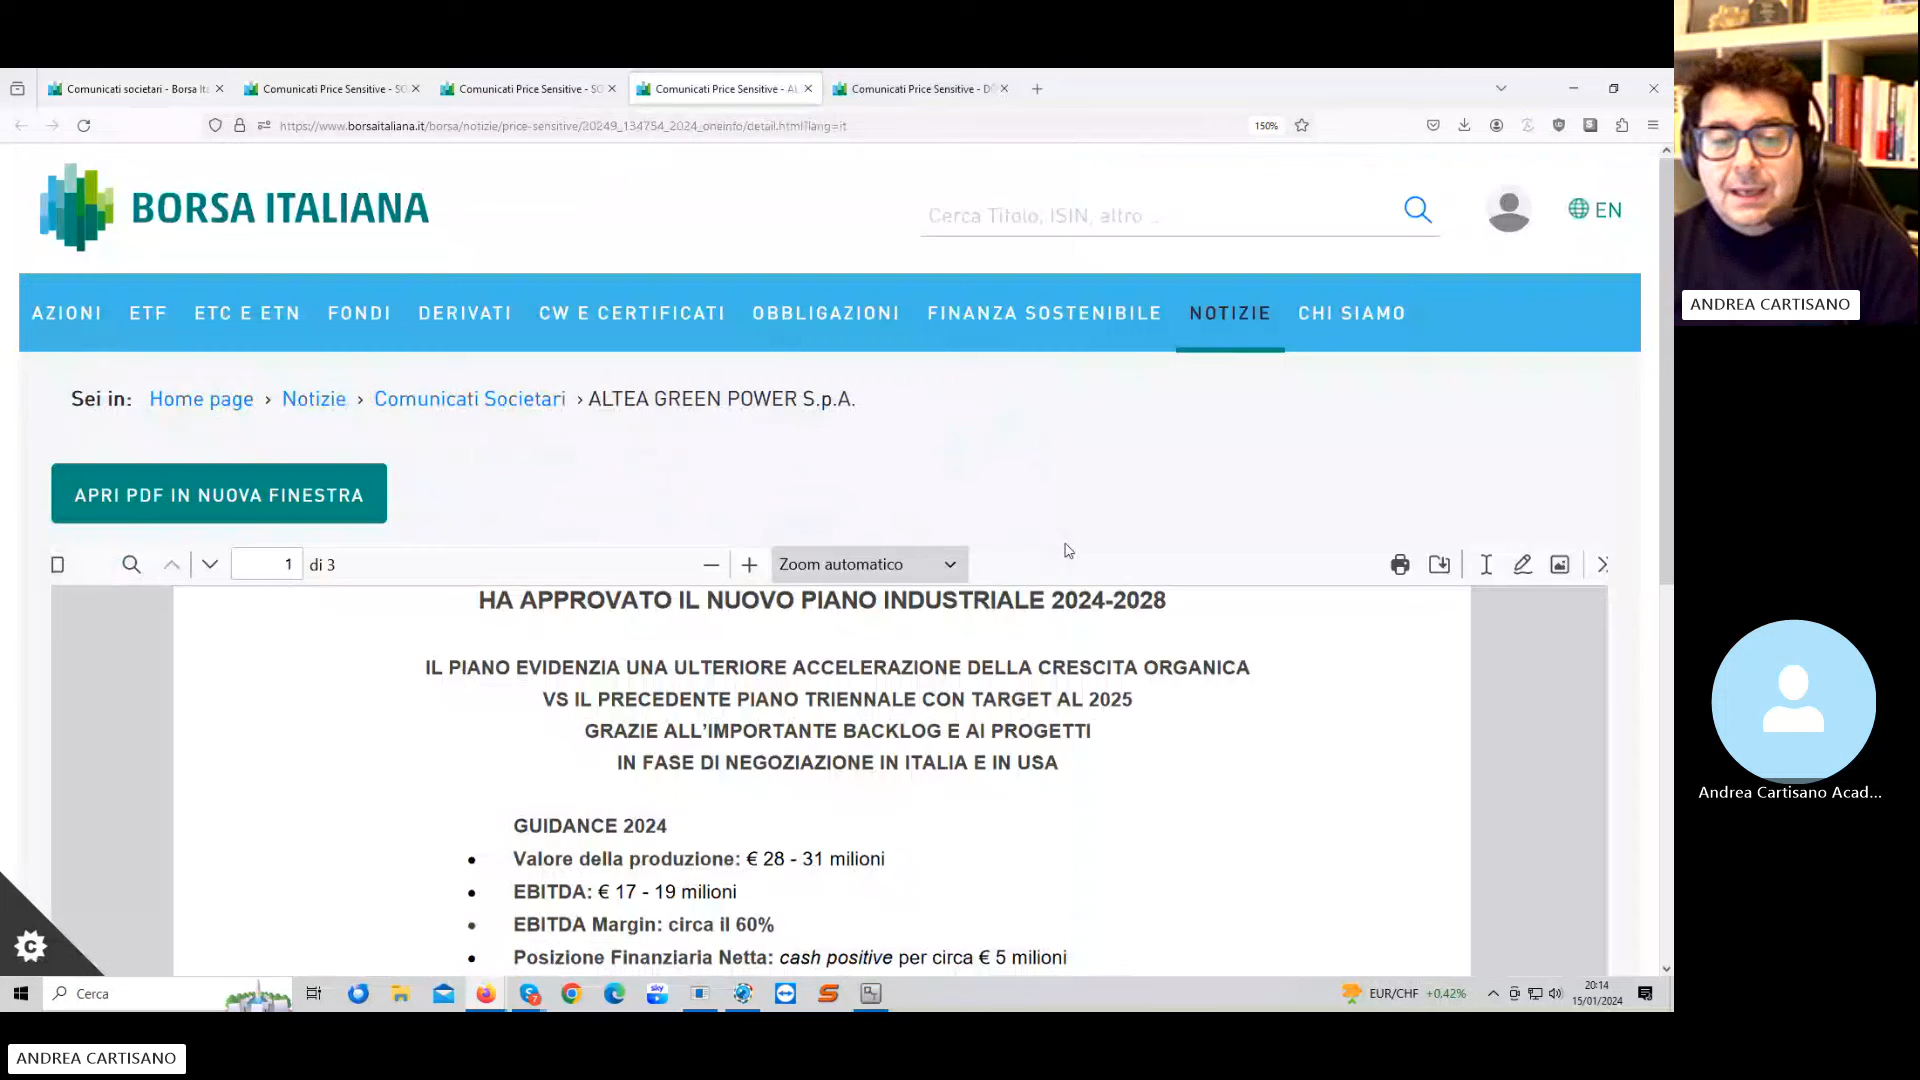 Comunicati societari - Borsa It
Comunicati Price Sensitive - SO
Comunicati Price Sensitive - SO
Comunicati Price Sensitive - AL
Comunicati Price Sensitive - D
https://www.borsaitaliana.it/borsa/notizie/price-sensitive/20249_134754_2024_oneinfo/detail.html?lang=it
150%
BORSA ITALIANA
Cerca Titolo, ISIN, altro ...
EN
AZIONI ETF ETC E ETN FONDI DERIVATI CW E CERTIFICATI OBBLIGAZIONI FINANZA SOSTENIBILE NOTIZIE CHI SIAMO
Sei in: Home page › Notizie › Comunicati Societari › ALTEA GREEN POWER S.p.A.
APRI PDF IN NUOVA FINESTRA
1 di 3
Zoom automatico
HA APPROVATO IL NUOVO PIANO INDUSTRIALE 2024-2028
IL PIANO EVIDENZIA UNA ULTERIORE ACCELERAZIONE DELLA CRESCITA ORGANICA
VS IL PRECEDENTE PIANO TRIENNALE CON TARGET AL 2025
GRAZIE ALL'IMPORTANTE BACKLOG E AI PROGETTI
IN FASE DI NEGOZIAZIONE IN ITALIA E IN USA
GUIDANCE 2024
• Valore della produzione: € 28 - 31 milioni
• EBITDA: € 17 - 19 milioni
• EBITDA Margin: circa il 60%
• Posizione Finanziaria Netta: cash positive per circa € 5 milioni
Cerca
EUR/CHF +0,42%
20:14
15/01/2024
ANDREA CARTISANO
Andrea Cartisano Acad...
ANDREA CARTISANO